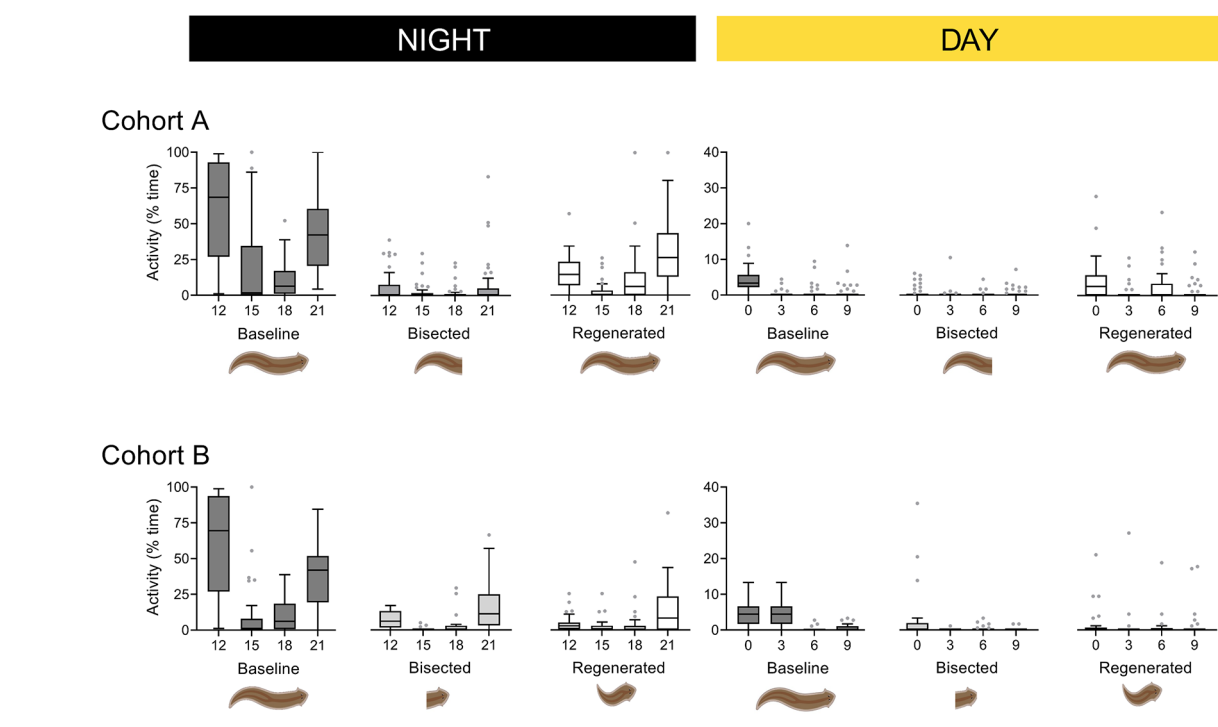 NIGHT DAY
Cohort A
Activity (% time)
100 75 50 25 0
40 30 20 10 0
12 15 18 21 12 15 18 21 12 15 18 21 0 3 6 9 0 3 6 9 0 3 6 9
Baseline Bisected Regenerated Baseline Bisected Regenerated
Cohort B
Activity (% time)
100 75 50 25 0
40 30 20 10 0
12 15 18 21 12 15 18 21 12 15 18 21 0 3 6 9 0 3 6 9 0 3 6 9
Baseline Bisected Regenerated Baseline Bisected Regenerated